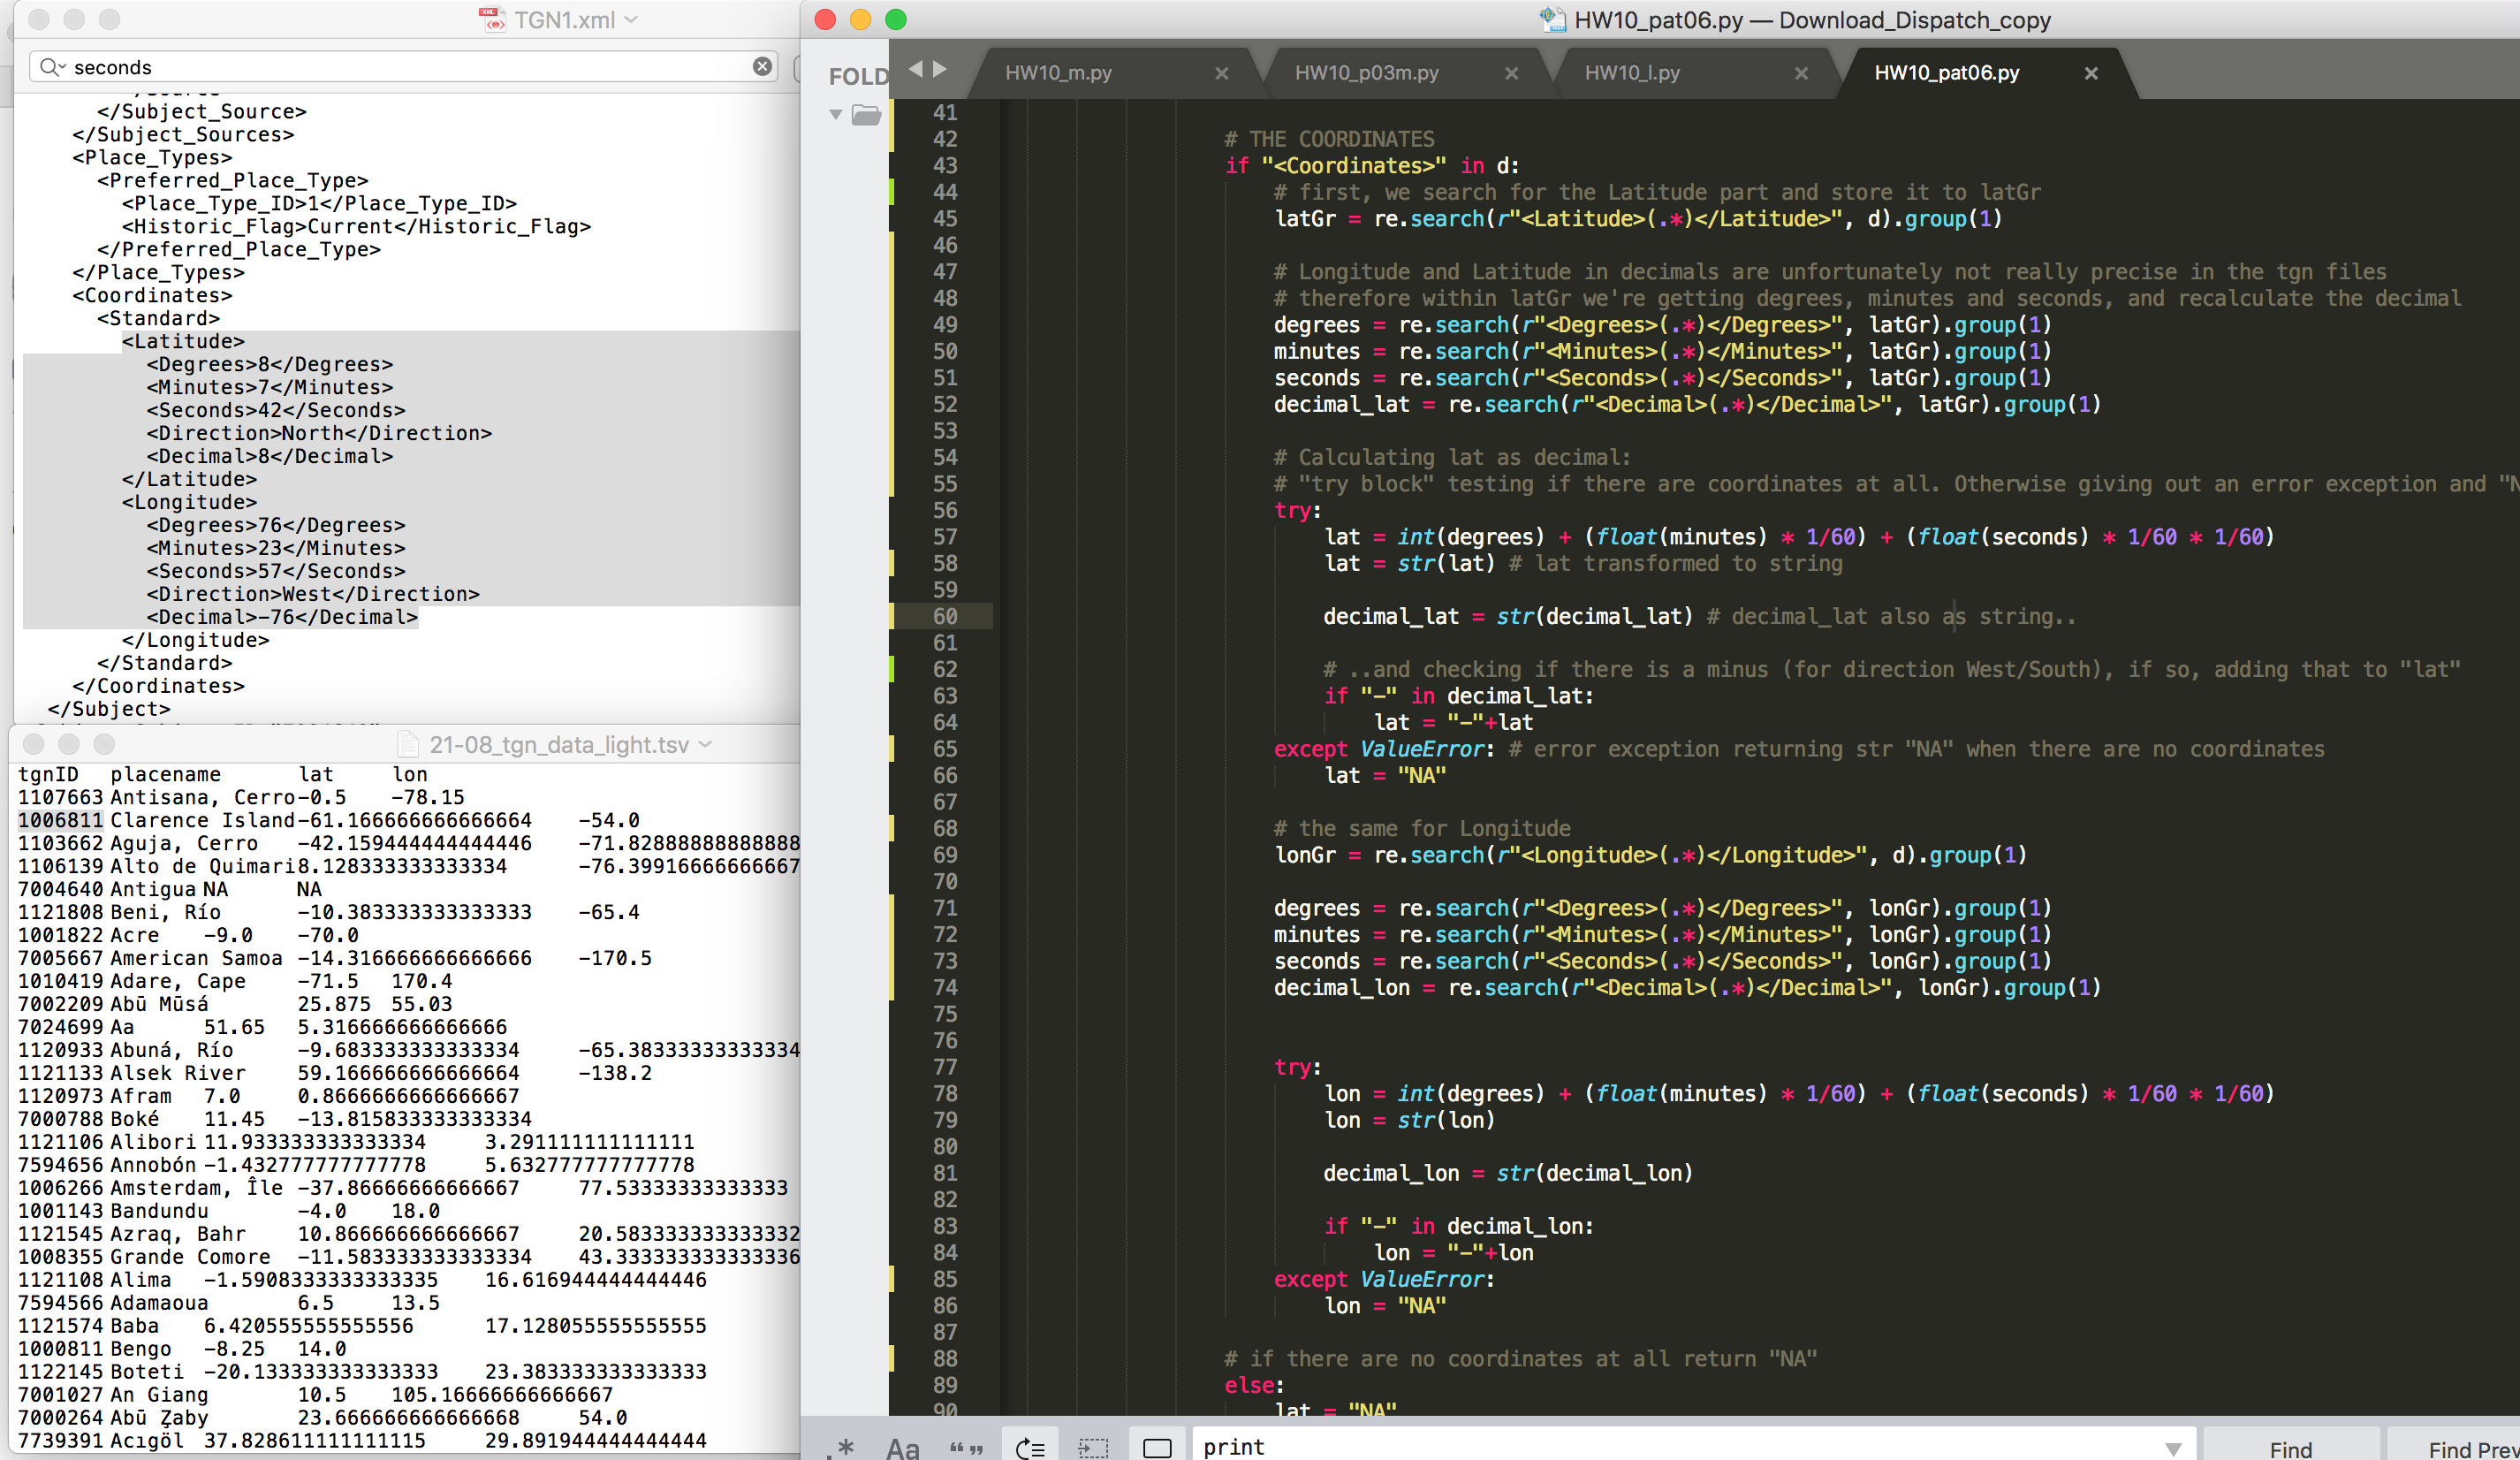 TGN1.xml
seconds
</Subject_Source>
</Subject_Sources>
<Place_Types>
<Preferred_Place_Type>
<Place_Type_ID>1</Place_Type_ID>
<Historic_Flag>Current</Historic_Flag>
</Preferred_Place_Type>
</Place_Types>
<Coordinates>
<Standard>
<Latitude>
<Degrees>8</Degrees>
<Minutes>7</Minutes>
<Seconds>42</Seconds>
<Direction>North</Direction>
<Decimal>8</Decimal>
</Latitude>
<Longitude>
<Degrees>76</Degrees>
<Minutes>23</Minutes>
<Seconds>57</Seconds>
<Direction>West</Direction>
<Decimal>-76</Decimal>
</Longitude>
</Standard>
</Coordinates>
</Subject>
21-08_tgn_data_light.tsv
tgnID placename lat lon
1107663 Antisana, Cerro -0.5 -78.15
1006811 Clarence Island -61.166666666666664 -54.0
1103662 Aguja, Cerro -42.159444444444446 -71.82888888888888
1106139 Alto de Quimari 8.128333333333334 -76.39916666666667
7004640 Antigua NA NA
1121808 Beni, Río -10.383333333333333 -65.4
1001822 Acre -9.0 -70.0
7005667 American Samoa -14.316666666666666 -170.5
1010419 Adare, Cape -71.5 170.4
7002209 Abū Mūsá 25.875 55.03
7024699 Aa 51.65 5.316666666666666
1120933 Abuná, Río -9.683333333333334 -65.38333333333334
1121133 Alsek River 59.166666666666664 -138.2
1120973 Afram 7.0 0.8666666666666667
7000788 Boké 11.45 -13.815833333333334
1121106 Alibori 11.933333333333334 3.291111111111111
7594656 Annobón -1.432777777777778 5.632777777777778
1006266 Amsterdam, Île -37.86666666666667 77.53333333333333
1001143 Bandundu -4.0 18.0
1121545 Azraq, Bahr 10.866666666666667 20.583333333333332
1008355 Grande Comore -11.583333333333334 43.333333333333336
1121108 Alima -1.5908333333333335 16.616944444444446
7594566 Adamaoua 6.5 13.5
1121574 Baba 6.420555555555556 17.128055555555555
1000811 Bengo -8.25 14.0
1122145 Boteti -20.133333333333333 23.383333333333333
7001027 An Giang 10.5 105.16666666666667
7000264 Abū Z̧aby 23.666666666666668 54.0
7739391 Acıgöl 37.828611111111115 29.891944444444444
HW10_pat06.py — Download_Dispatch_copy
FOLD
HW10_m.py × HW10_p03m.py × HW10_l.py × HW10_pat06.py ×
41
42 # THE COORDINATES
43 if "<Coordinates>" in d:
44 # first, we search for the Latitude part and store it to latGr
45 latGr = re.search(r"<Latitude>(.*)</Latitude>", d).group(1)
46
47 # Longitude and Latitude in decimals are unfortunately not really precise in the tgn files
48 # therefore within latGr we're getting degrees, minutes and seconds, and recalculate the decimal
49 degrees = re.search(r"<Degrees>(.*)</Degrees>", latGr).group(1)
50 minutes = re.search(r"<Minutes>(.*)</Minutes>", latGr).group(1)
51 seconds = re.search(r"<Seconds>(.*)</Seconds>", latGr).group(1)
52 decimal_lat = re.search(r"<Decimal>(.*)</Decimal>", latGr).group(1)
53
54 # Calculating lat as decimal:
55 # "try block" testing if there are coordinates at all. Otherwise giving out an error exception and "N
56 try:
57 lat = int(degrees) + (float(minutes) * 1/60) + (float(seconds) * 1/60 * 1/60)
58 lat = str(lat) # lat transformed to string
59
60 decimal_lat = str(decimal_lat) # decimal_lat also as string..
61
62 # ..and checking if there is a minus (for direction West/South), if so, adding that to "lat"
63 if "-" in decimal_lat:
64 lat = "-"+lat
65 except ValueError: # error exception returning str "NA" when there are no coordinates
66 lat = "NA"
67
68 # the same for Longitude
69 lonGr = re.search(r"<Longitude>(.*)</Longitude>", d).group(1)
70
71 degrees = re.search(r"<Degrees>(.*)</Degrees>", lonGr).group(1)
72 minutes = re.search(r"<Minutes>(.*)</Minutes>", lonGr).group(1)
73 seconds = re.search(r"<Seconds>(.*)</Seconds>", lonGr).group(1)
74 decimal_lon = re.search(r"<Decimal>(.*)</Decimal>", lonGr).group(1)
75
76
77 try:
78 lon = int(degrees) + (float(minutes) * 1/60) + (float(seconds) * 1/60 * 1/60)
79 lon = str(lon)
80
81 decimal_lon = str(decimal_lon)
82
83 if "-" in decimal_lon:
84 lon = "-"+lon
85 except ValueError:
86 lon = "NA"
87
88 # if there are no coordinates at all return "NA"
89 else:
90 lat = "NA"
.* Aa “ ” print Find Find Prev